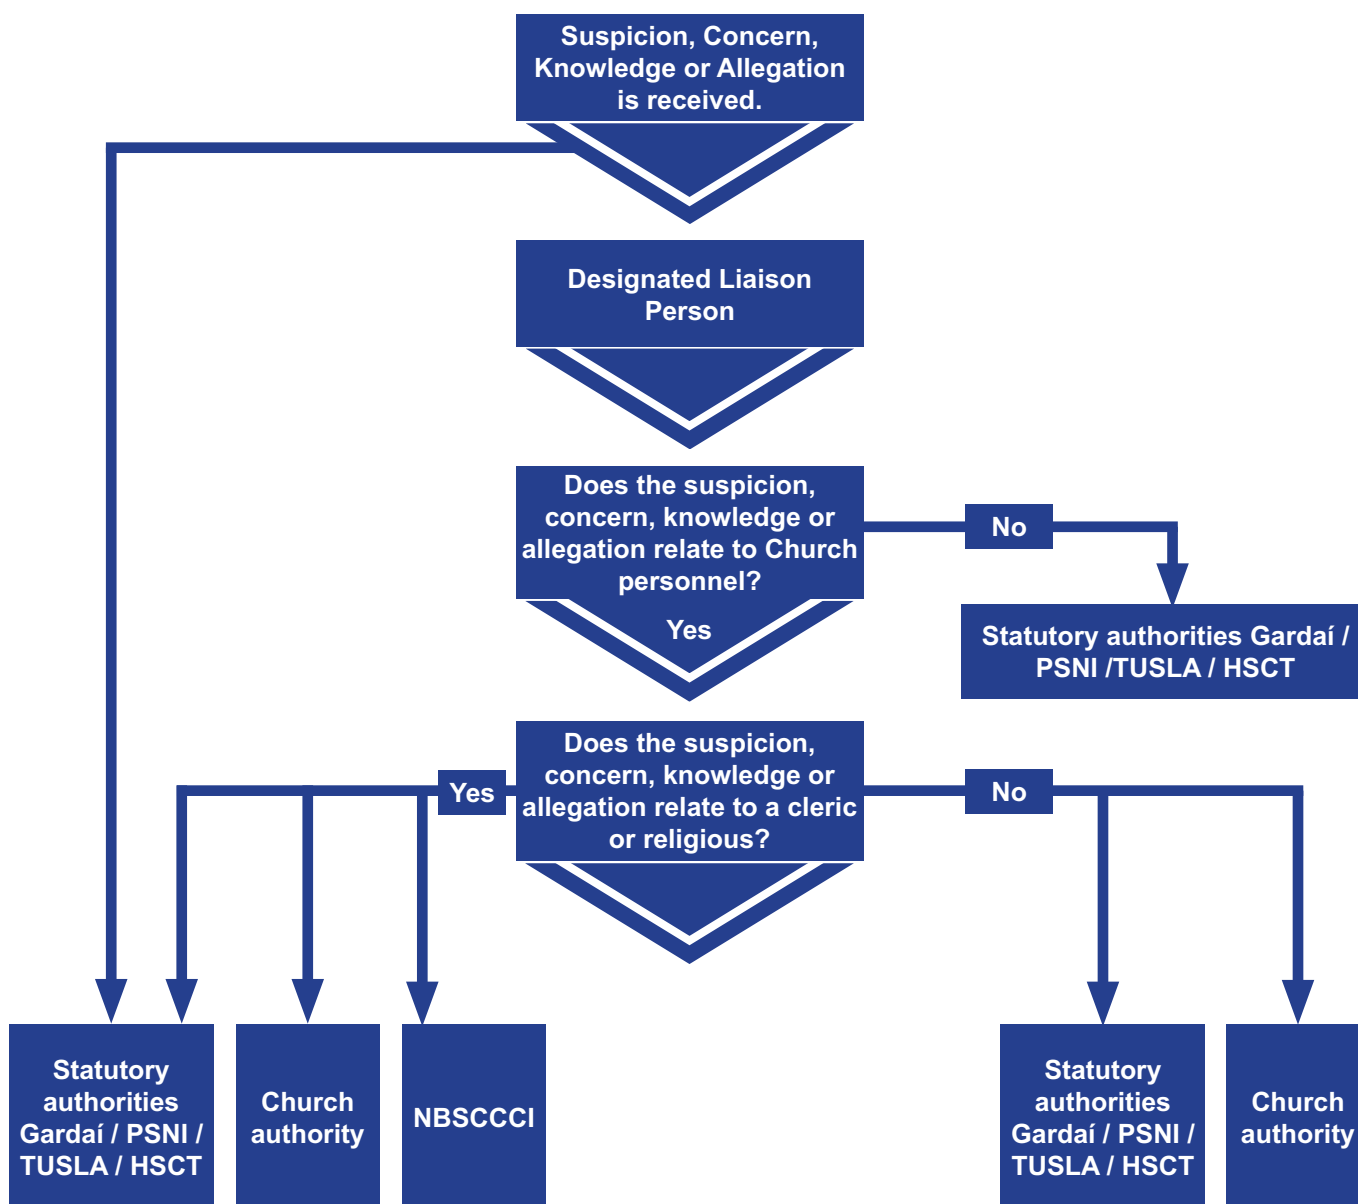 Suspicion, Concern,
Knowledge or Allegation
is received.
Designated Liaison
Person
Does the suspicion,
concern, knowledge or
allegation relate to Church
personnel?
Yes
No
Statutory authorities Gardaí /
PSNI /TUSLA / HSCT
Does the suspicion,
concern, knowledge or
allegation relate to a cleric
or religious?
Yes
No
Statutory
authorities
Gardaí / PSNI /
TUSLA / HSCT
Church
authority
NBSCCCI
Statutory
authorities
Gardaí / PSNI /
TUSLA / HSCT
Church
authority